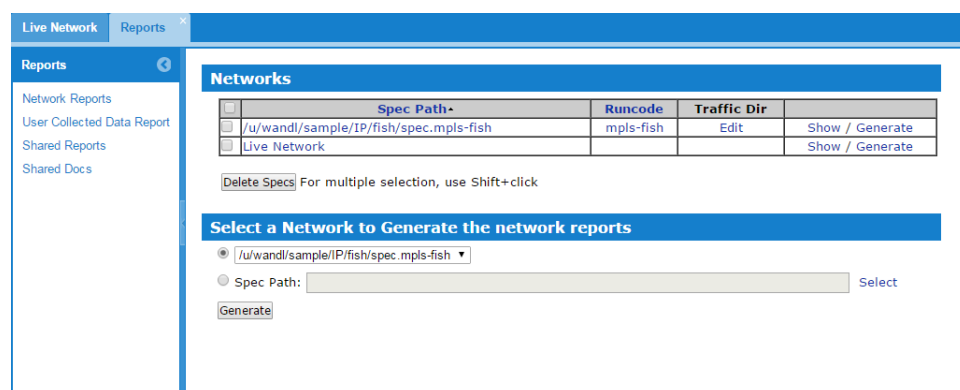 Live Network Reports ×
Reports
Network Reports
User Collected Data Report
Shared Reports
Shared Docs
Networks
Spec Path Runcode Traffic Dir
/u/wandl/sample/IP/fish/spec.mpls-fish mpls-fish Edit Show / Generate
Live Network Show / Generate
Delete Specs For multiple selection, use Shift+click
Select a Network to Generate the network reports
/u/wandl/sample/IP/fish/spec.mpls-fish
Spec Path: Select
Generate